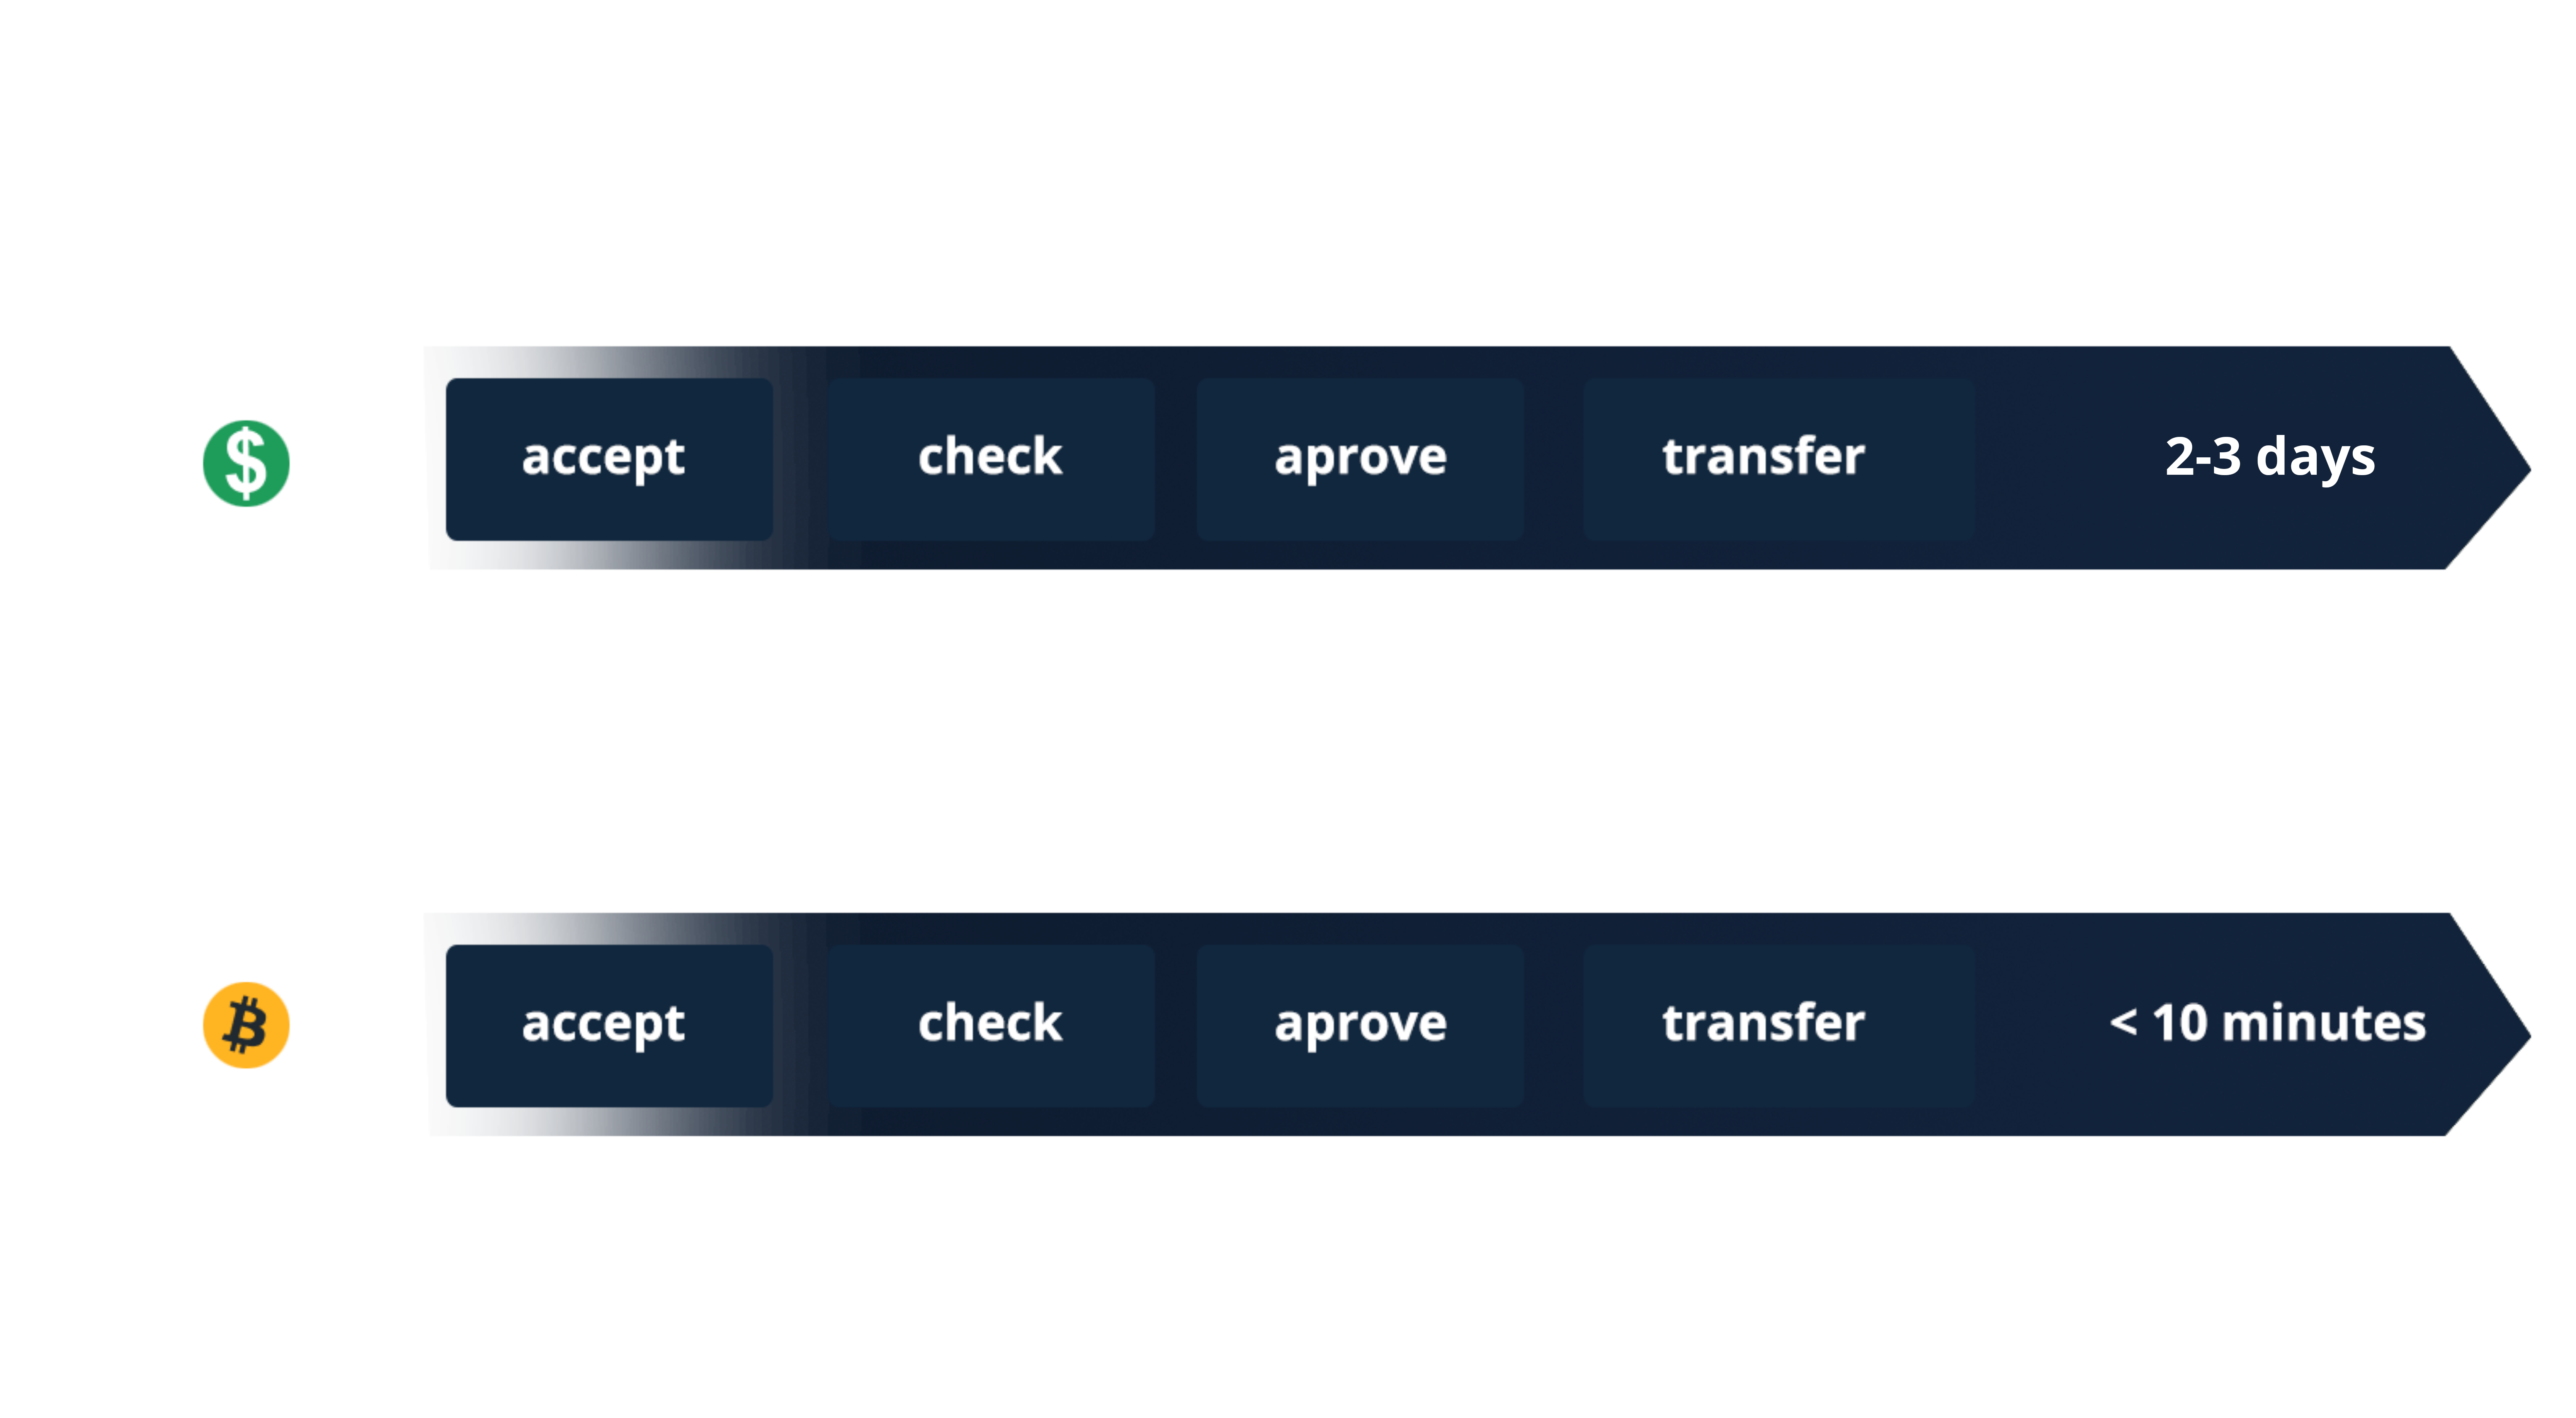 $ accept check aprove transfer 2-3 days
₿ accept check aprove transfer < 10 minutes